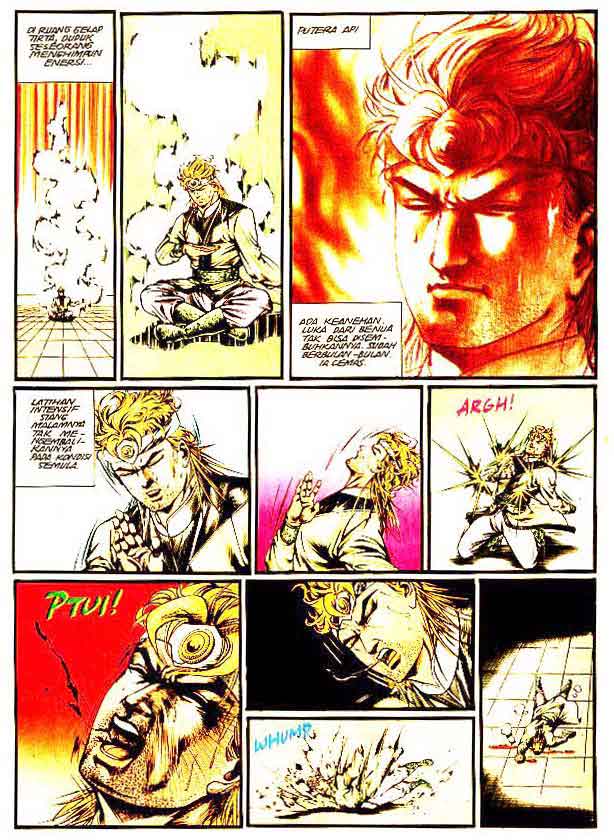 DI RUANG GELAP
TIRTA, DUDUK
SESEORANG
MENGHIMPUN
ENERSI...
PUTERA API
ADA KEANEHAN.
LUKA DARI BENUA
TAK BISA DISEM-
BUHKANNYA. SUDAH
BERBULAN-BULAN
IA CEMAS.
LATIHAN
INTENSIF
SIANG
MALAMNYA
TAK ME-
NGEMBALI-
KANNYA
PADA KONDISI
SEMULA.
ARGH!
PTUI!
WHUMP